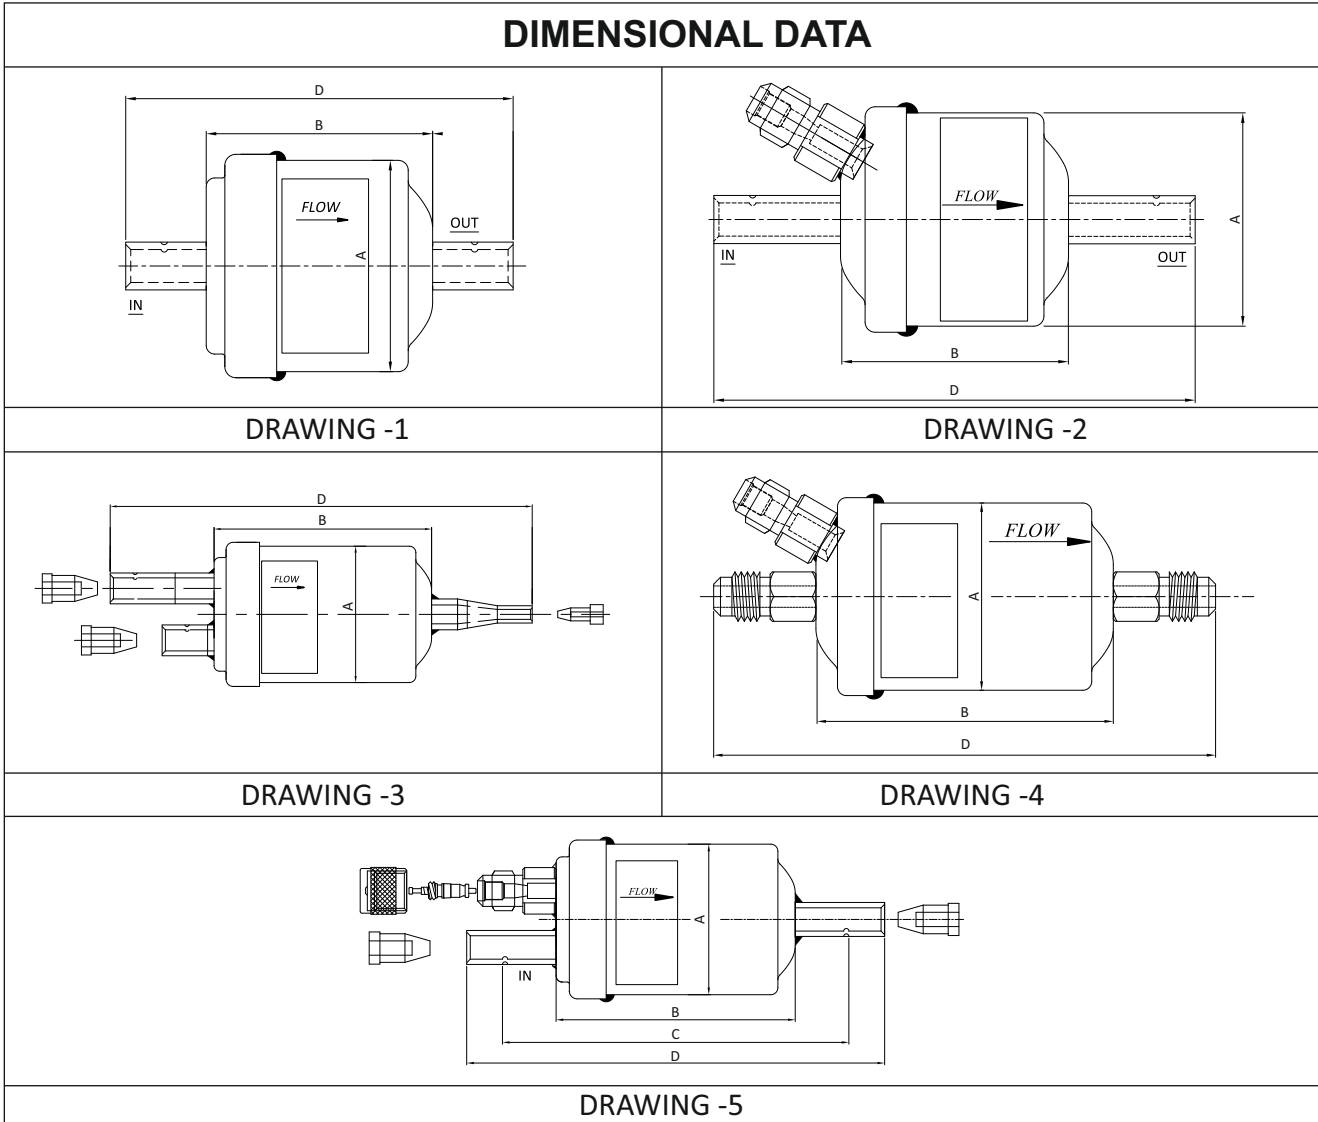 DIMENSIONAL DATA
D
B
FLOW
OUT
A
IN
DRAWING -1
FLOW
A
IN
OUT
B
D
DRAWING -2
D
B
FLOW
A
DRAWING -3
FLOW
A
B
D
DRAWING -4
FLOW
A
IN
B
C
D
DRAWING -5